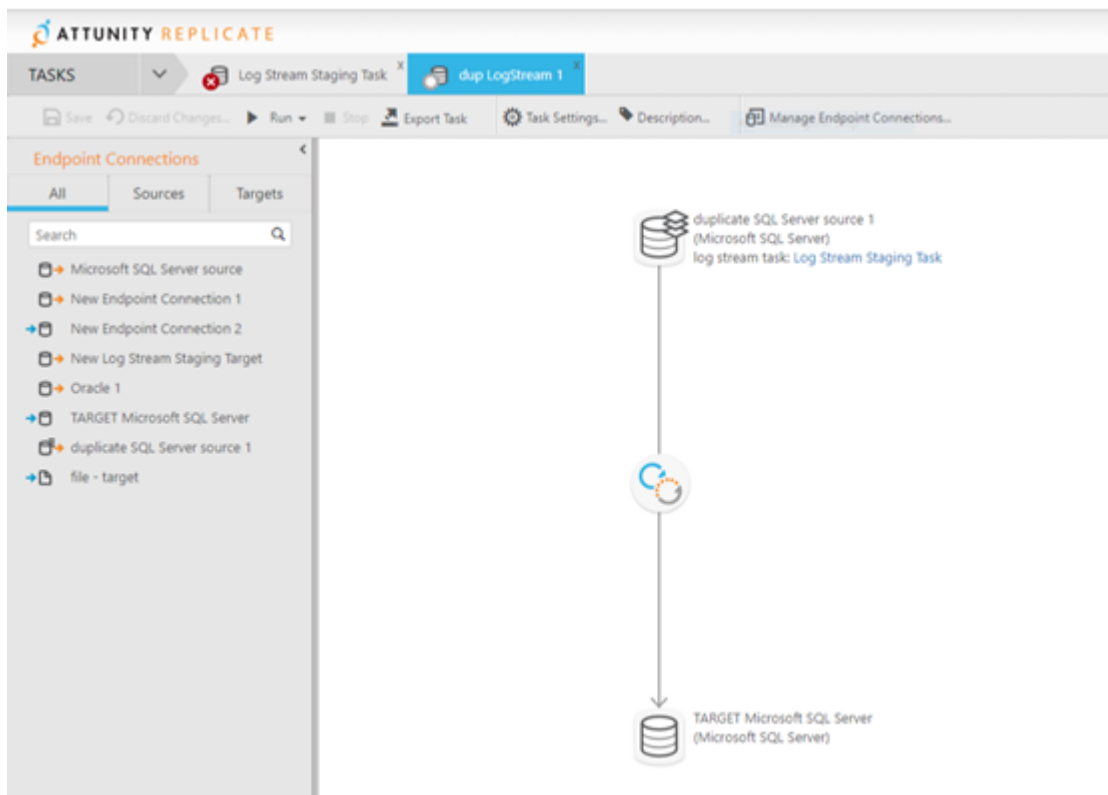 ATTUNITY REPLICATE
TASKS
Log Stream Staging Task x
dup LogStream 1 x
Save Discard Changes... Run Stop Export Task Task Settings... Description... Manage Endpoint Connections...
Endpoint Connections
All Sources Targets
Search
Microsoft SQL Server source
New Endpoint Connection 1
New Endpoint Connection 2
New Log Stream Staging Target
Oracle 1
TARGET Microsoft SQL Server
duplicate SQL Server source 1
file - target
duplicate SQL Server source 1
(Microsoft SQL Server)
log stream task: Log Stream Staging Task
TARGET Microsoft SQL Server
(Microsoft SQL Server)